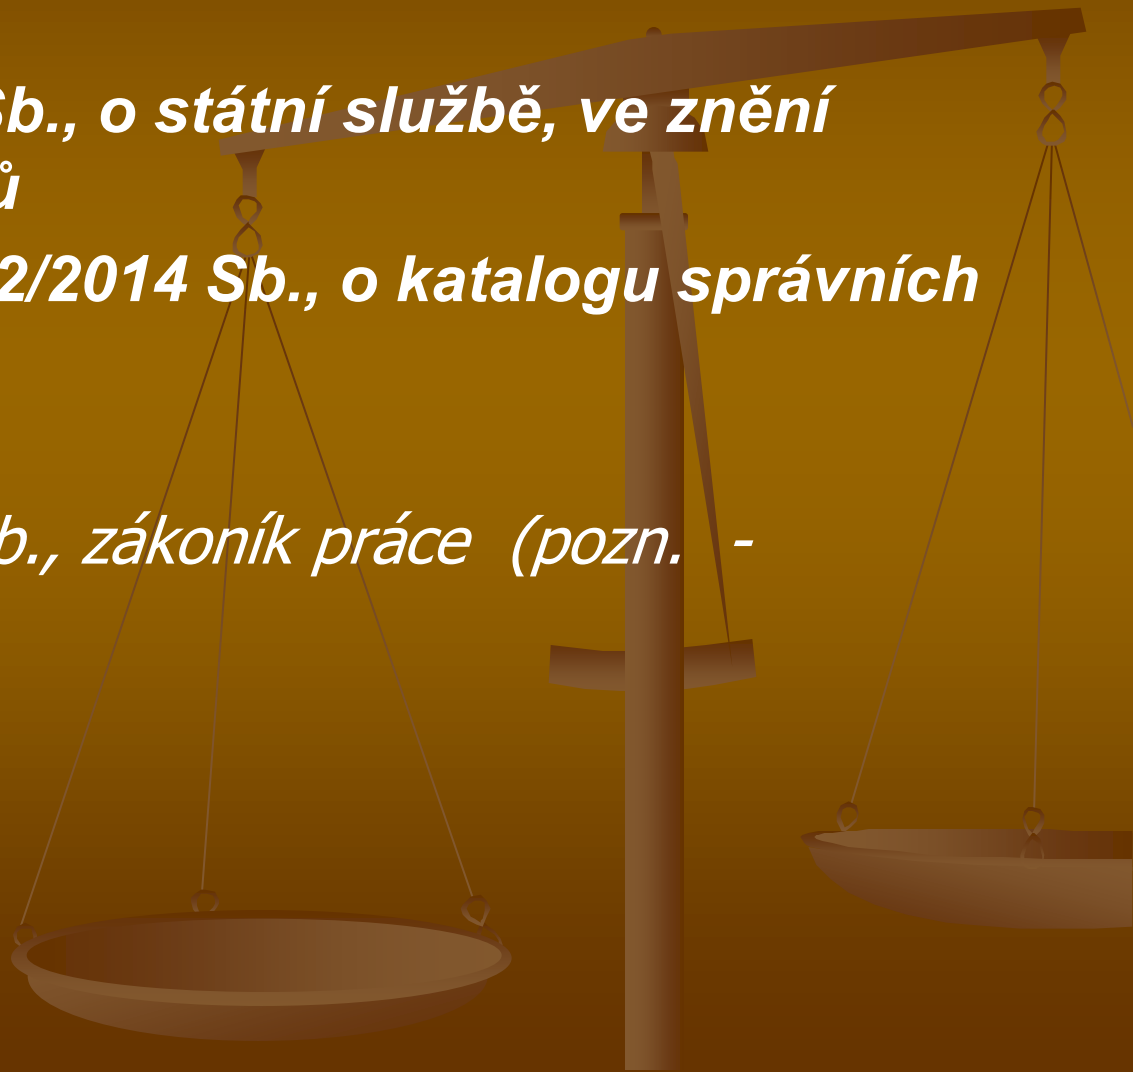 Sb., o státní službě, ve znění
ů
2/2014 Sb., o katalogu správních
b., zákoník práce (pozn. -